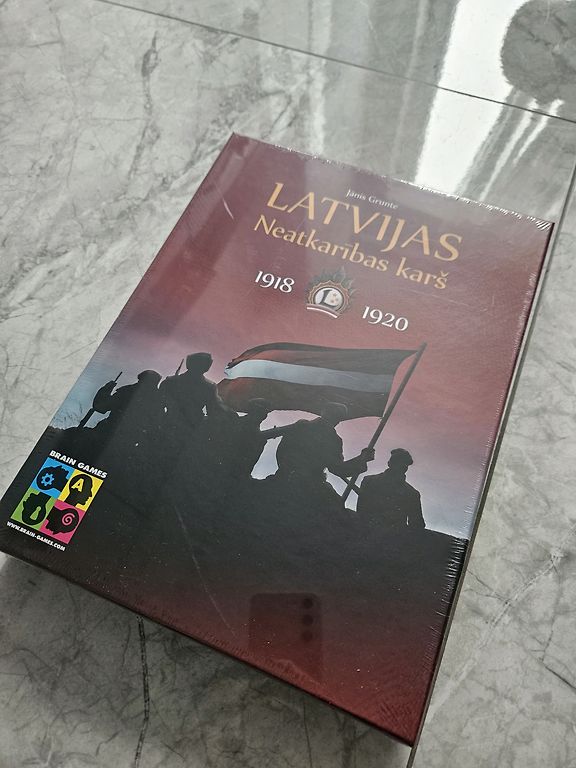 Jānis Grunte
LATVIJAS
Neatkarības karš
1918
1920
L
BRAIN GAMES
A
WWW.BRAIN-GAMES.COM